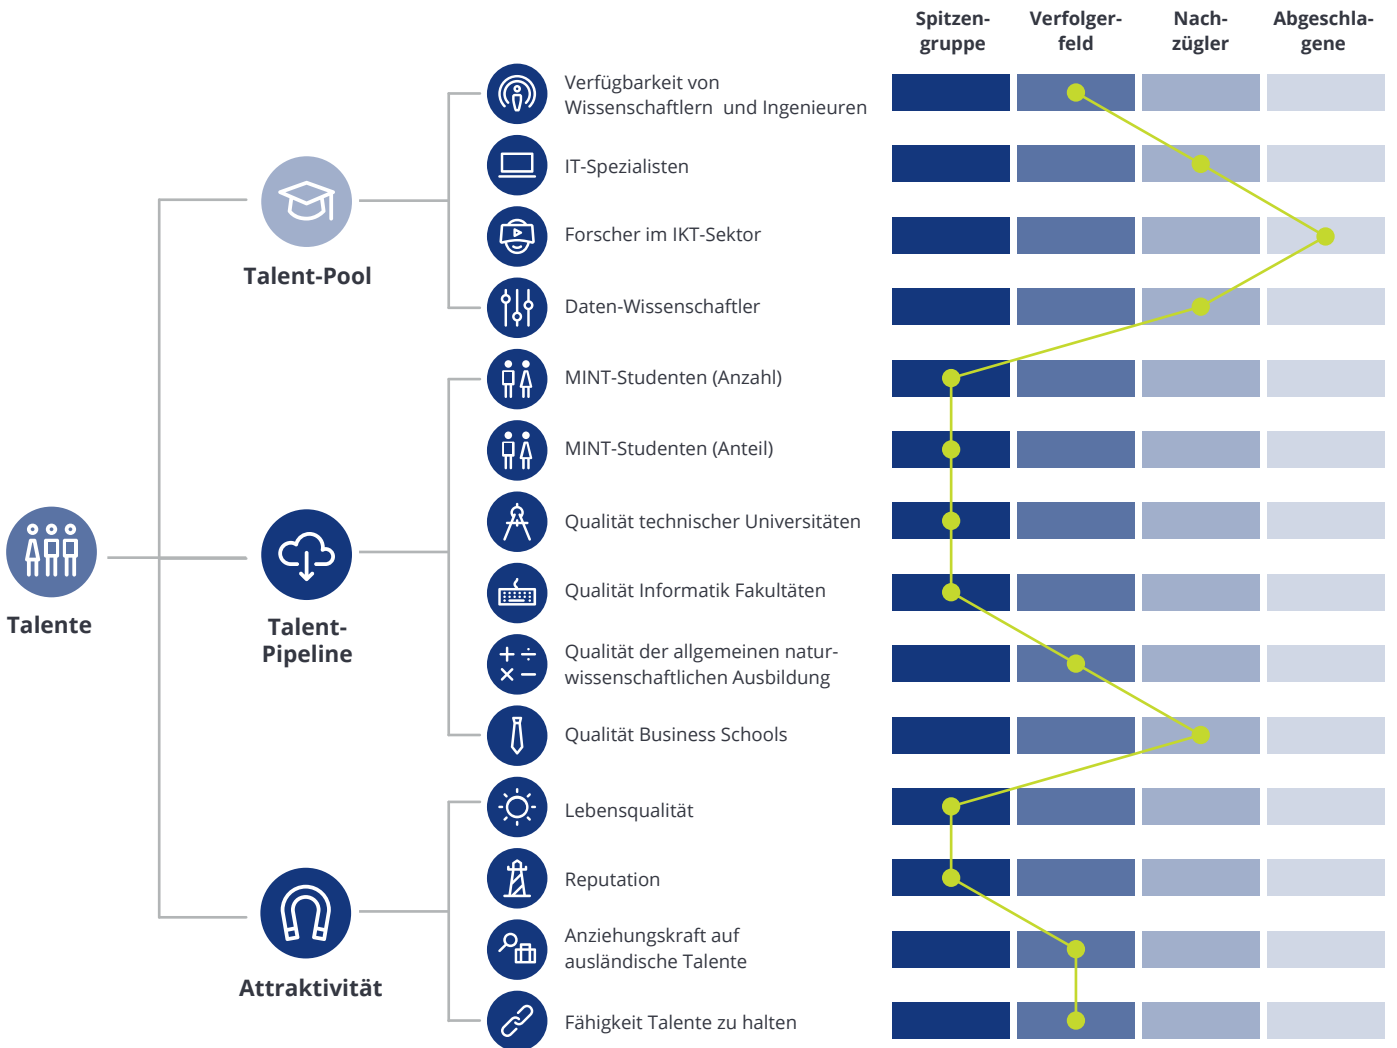 Spitzen-
gruppe
Verfolger-
feld
Nach-
zügler
Abgeschla-
gene
Verfügbarkeit von
Wissenschaftlern und Ingenieuren
IT-Spezialisten
Forscher im IKT-Sektor
Talent-Pool
Daten-Wissenschaftler
MINT-Studenten (Anzahl)
MINT-Studenten (Anteil)
Qualität technischer Universitäten
Qualität Informatik Fakultäten
Talente
Talent-
Pipeline
Qualität der allgemeinen natur-
wissenschaftlichen Ausbildung
Qualität Business Schools
Lebensqualität
Reputation
Anziehungskraft auf
ausländische Talente
Attraktivität
Fähigkeit Talente zu halten